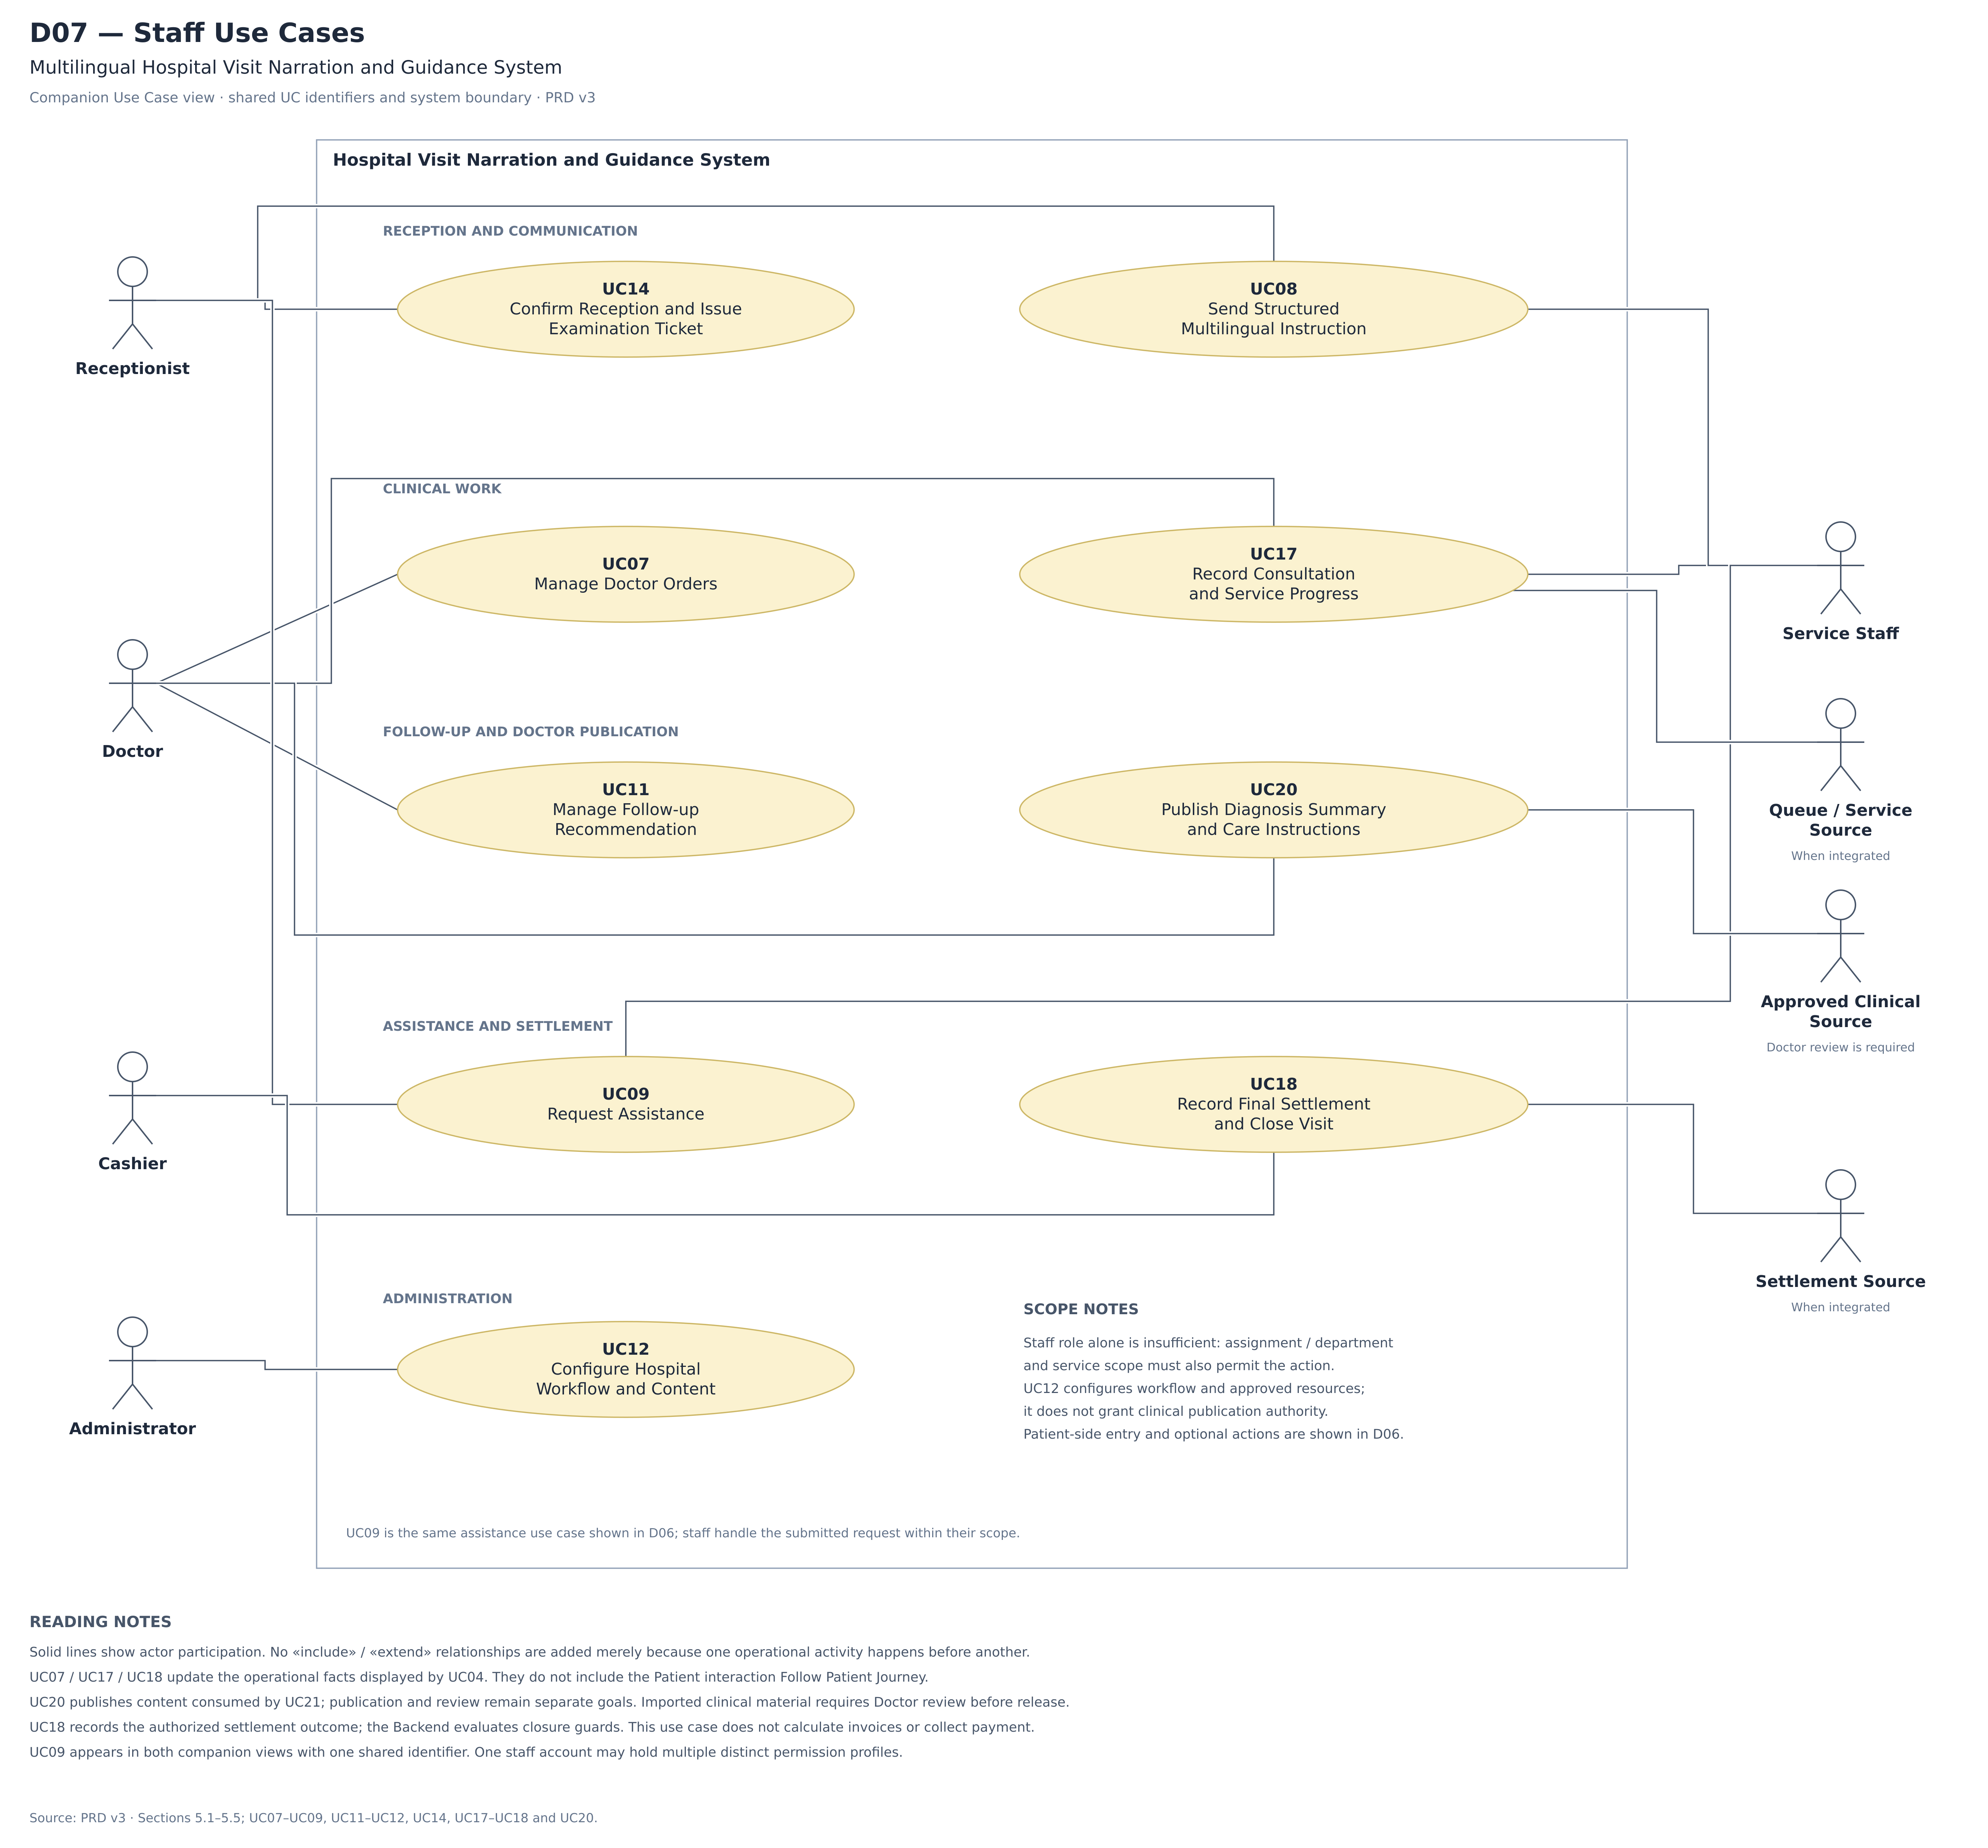 D07 — Staff Use Cases
Multilingual Hospital Visit Narration and Guidance System
Companion Use Case view · shared UC identifiers and system boundary · PRD v3
Hospital Visit Narration and Guidance System
RECEPTION AND COMMUNICATION
UC14
Confirm Reception and Issue
Examination Ticket
UC08
Send Structured
Multilingual Instruction
Receptionist
CLINICAL WORK
UC07
Manage Doctor Orders
UC17
Record Consultation
and Service Progress
Service Staff
Doctor
FOLLOW-UP AND DOCTOR PUBLICATION
UC11
Manage Follow-up
Recommendation
UC20
Publish Diagnosis Summary
and Care Instructions
Queue / Service
Source
When integrated
Approved Clinical
Source
Doctor review is required
ASSISTANCE AND SETTLEMENT
UC09
Request Assistance
UC18
Record Final Settlement
and Close Visit
Cashier
Settlement Source
When integrated
ADMINISTRATION
UC12
Configure Hospital
Workflow and Content
Administrator
SCOPE NOTES
Staff role alone is insufficient: assignment / department
and service scope must also permit the action.
UC12 configures workflow and approved resources;
it does not grant clinical publication authority.
Patient-side entry and optional actions are shown in D06.
UC09 is the same assistance use case shown in D06; staff handle the submitted request within their scope.
READING NOTES
Solid lines show actor participation. No «include» / «extend» relationships are added merely because one operational activity happens before another.
UC07 / UC17 / UC18 update the operational facts displayed by UC04. They do not include the Patient interaction Follow Patient Journey.
UC20 publishes content consumed by UC21; publication and review remain separate goals. Imported clinical material requires Doctor review before release.
UC18 records the authorized settlement outcome; the Backend evaluates closure guards. This use case does not calculate invoices or collect payment.
UC09 appears in both companion views with one shared identifier. One staff account may hold multiple distinct permission profiles.
Source: PRD v3 · Sections 5.1–5.5; UC07–UC09, UC11–UC12, UC14, UC17–UC18 and UC20.